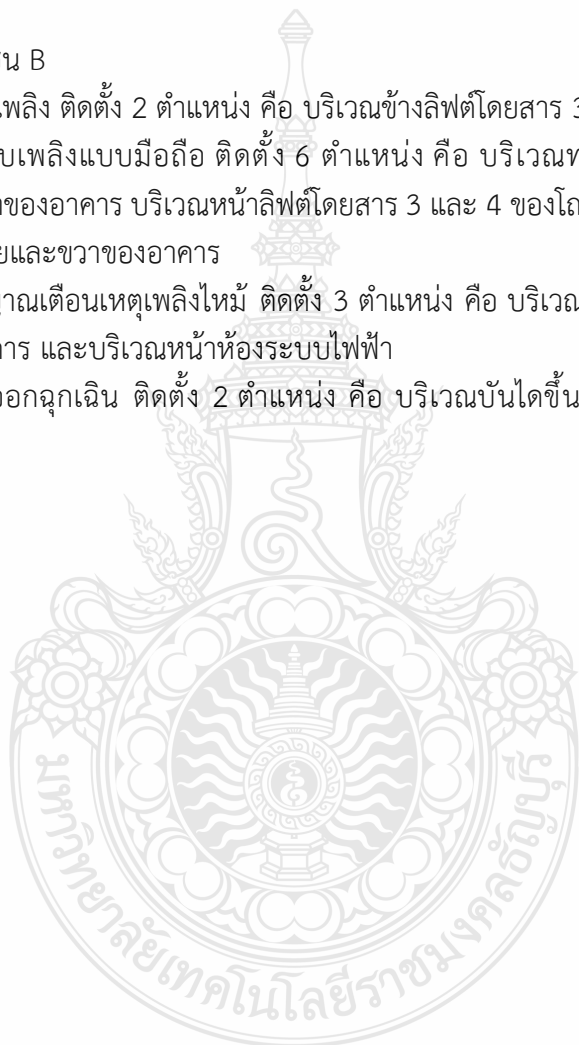 ซน B
เพลิง ติดตั้ง 2 ตำแหน่ง คือ บริเวณข้างลิฟต์โดยสาร 3
บเพลิงแบบมือถือ ติดตั้ง 6 ตำแหน่ง คือ บริเวณท
าของอาคาร บริเวณหน้าลิฟต์โดยสาร 3 และ 4 ของโถ
ยและขวาของอาคาร
ญาณเตือนเหตุเพลิงไหม้ ติดตั้ง 3 ตำแหน่ง คือ บริเวณ
การ และบริเวณหน้าห้องระบบไฟฟ้า
ออกฉุกเฉิน ติดตั้ง 2 ตำแหน่ง คือ บริเวณบันไดขึ้น
มหาวิทยาลัยเทคโนโลยีราชมงคลธัญบุรี